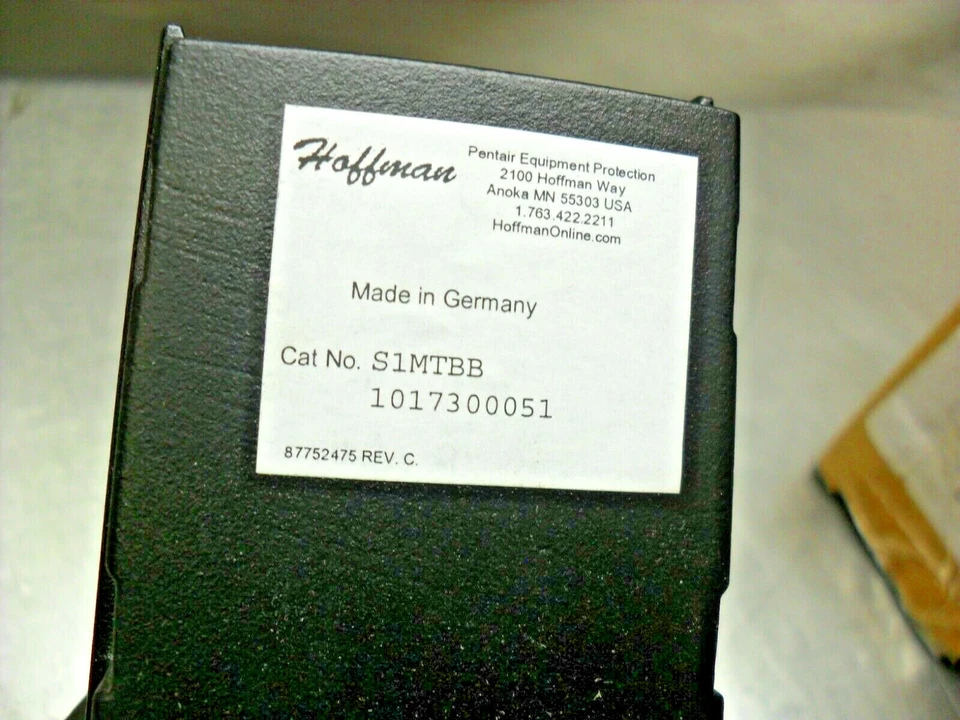 Hoffman
Pentair Equipment Protection
2100 Hoffman Way
Anoka MN 55303 USA
1.763.422.2211
HoffmanOnline.com
Made in Germany
Cat No. S1MTBB
1017300051
87752475 REV. C.